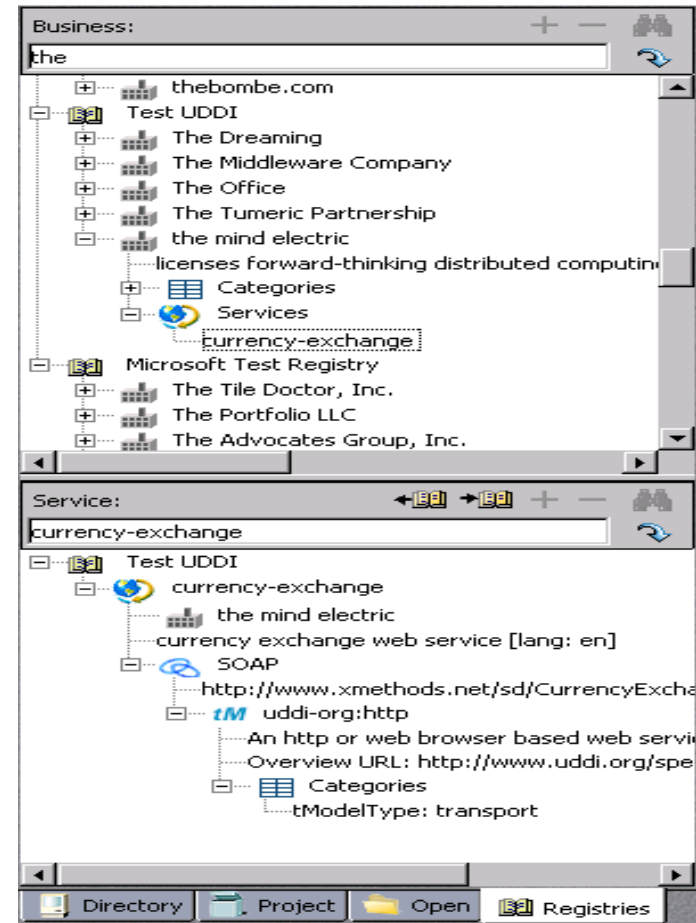 Business:
the
thebombe.com
Test UDDI
The Dreaming
The Middleware Company
The Office
The Tumeric Partnership
the mind electric
licenses forward-thinking distributed computin
Categories
Services
currency-exchange
Microsoft Test Registry
The Tile Doctor, Inc.
The Portfolio LLC
The Advocates Group, Inc.
Service:
currency-exchange
Test UDDI
currency-exchange
the mind electric
currency exchange web service [lang: en]
SOAP
http://www.xmethods.net/sd/CurrencyExcha
tM uddi-org:http
An http or web browser based web servi
Overview URL: http://www.uddi.org/spe
Categories
tModelType: transport
Directory Project Open Registries